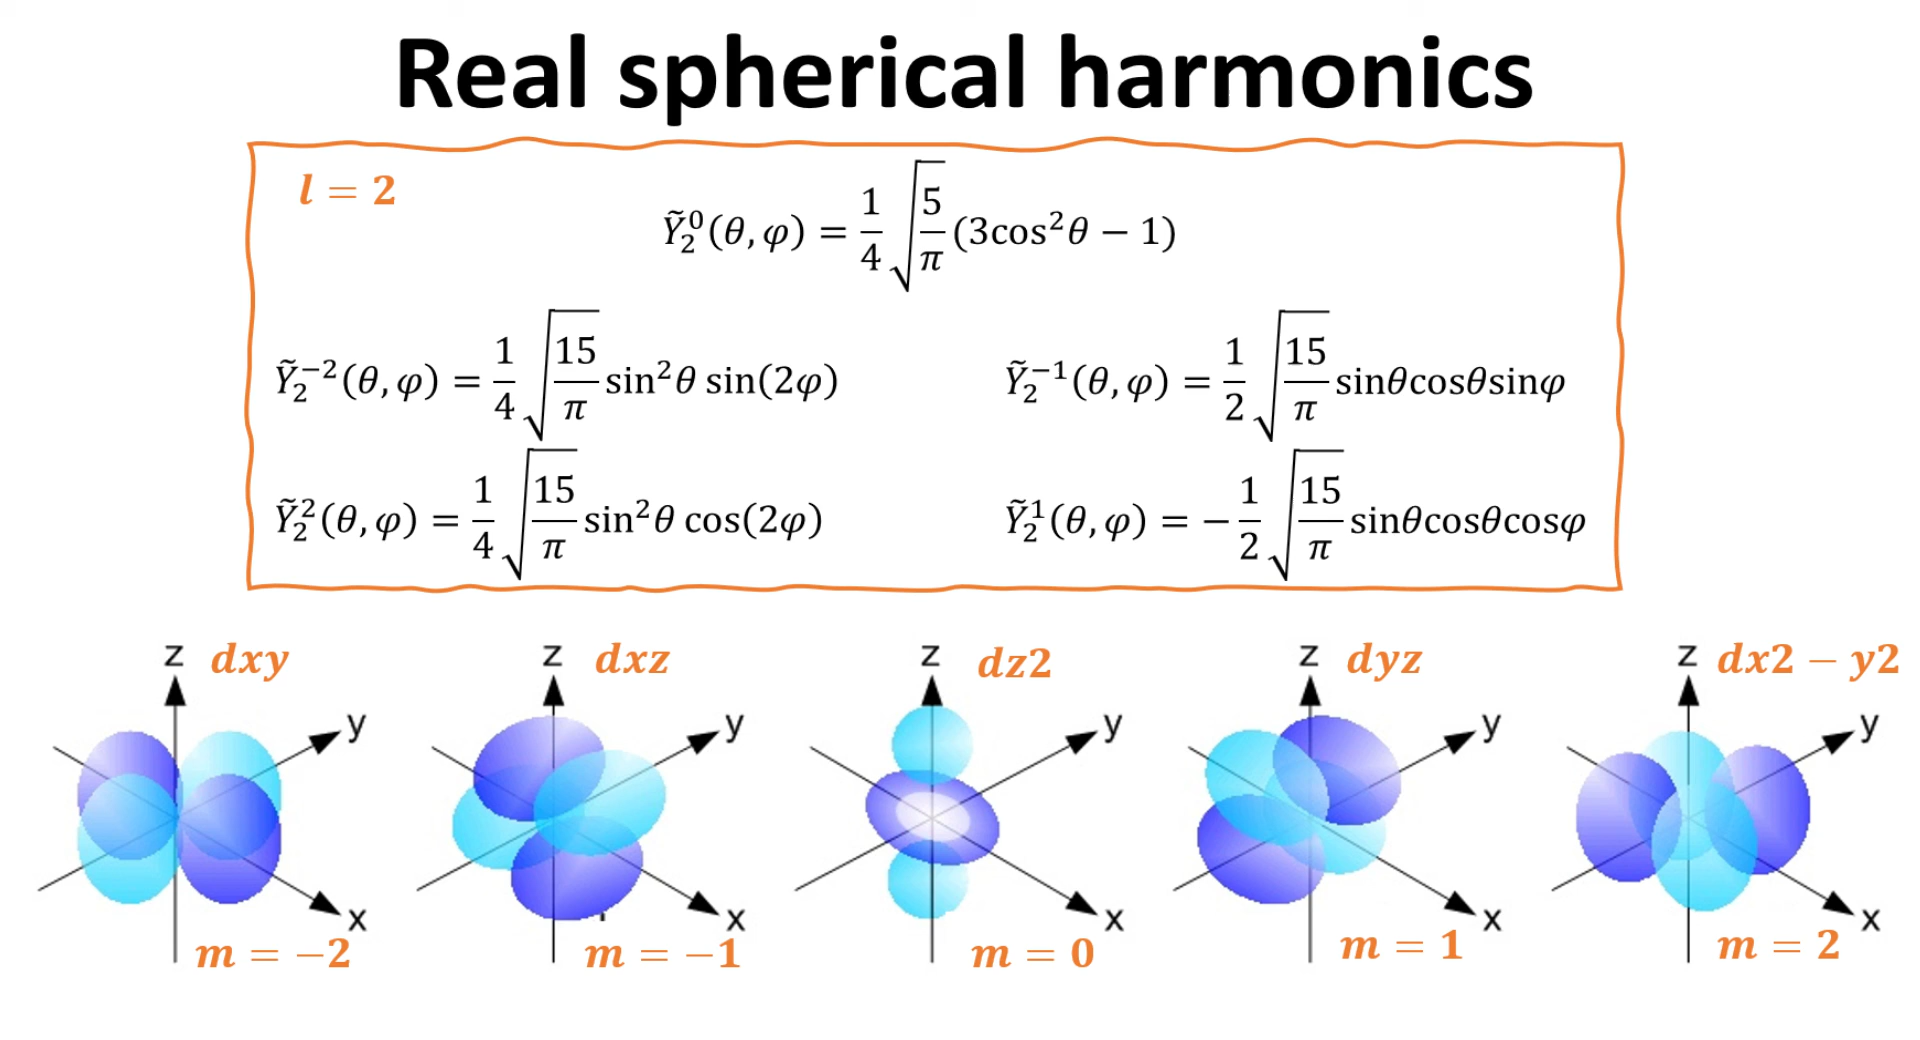 Real spherical harmonics
l = 2
Ỹ₂⁰(θ, φ) = 1/4 √(5/π) (3cos²θ − 1)
Ỹ₂⁻²(θ, φ) = 1/4 √(15/π) sin²θ sin(2φ)
Ỹ₂⁻¹(θ, φ) = 1/2 √(15/π) sinθcosθsinφ
Ỹ₂²(θ, φ) = 1/4 √(15/π) sin²θ cos(2φ)
Ỹ₂¹(θ, φ) = − 1/2 √(15/π) sinθcosθcosφ
z dxy
y
x
m = −2
z dxz
y
x
m = −1
z dz2
y
x
m = 0
z dyz
y
x
m = 1
z dx2 − y2
y
x
m = 2